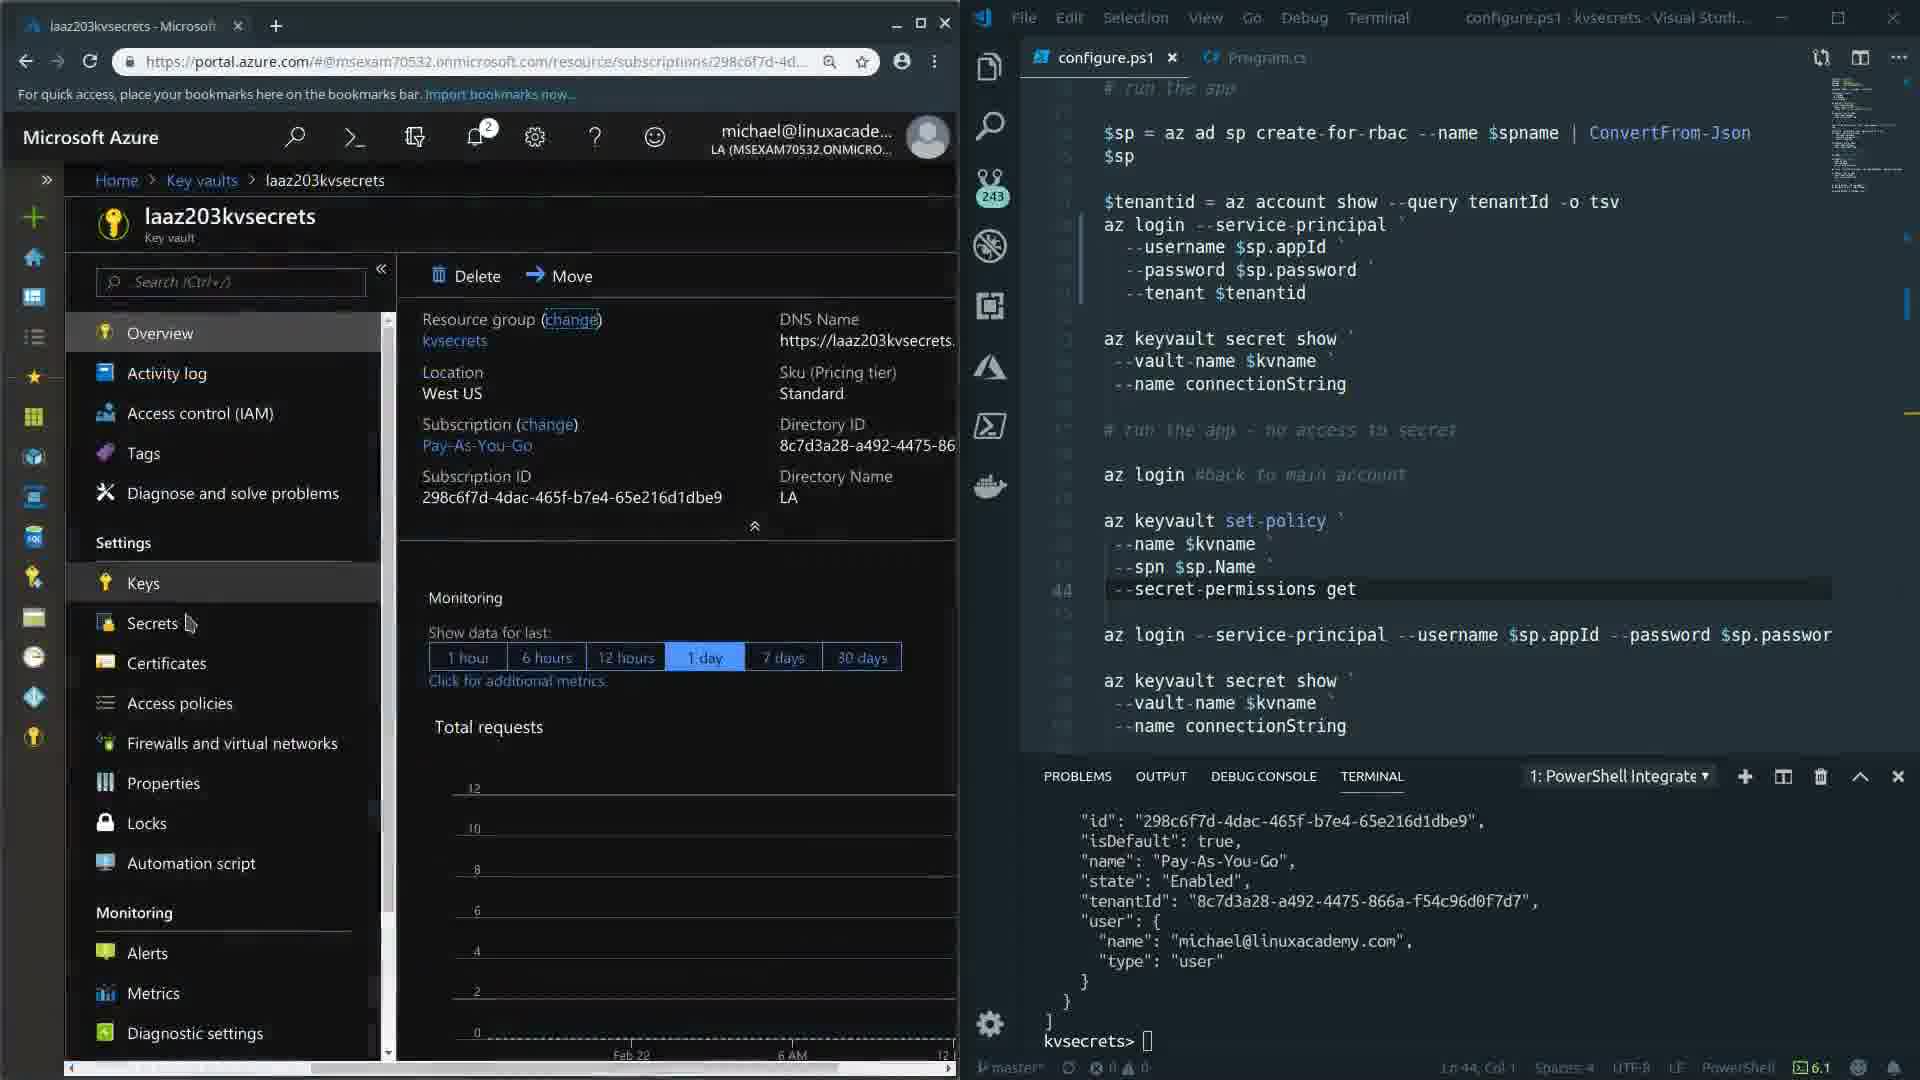 laaz203kvsecrets - Microsoft
https://portal.azure.com/#@msexam70532.onmicrosoft.com/resource/subscriptions/298c6f7d-4d...
For quick access, place your bookmarks here on the bookmarks bar. Import bookmarks now...
Microsoft Azure
2
michael@linuxacade...
LA (MSEXAM70532.ONMICRO...
Home > Key vaults > laaz203kvsecrets
laaz203kvsecrets
Key vault
Search (Ctrl+/)
Overview
Activity log
Access control (IAM)
Tags
Diagnose and solve problems
Settings
Keys
Secrets
Certificates
Access policies
Firewalls and virtual networks
Properties
Locks
Automation script
Monitoring
Alerts
Metrics
Diagnostic settings
Delete
Move
Resource group (change)
kvsecrets
Location
West US
Subscription (change)
Pay-As-You-Go
Subscription ID
298c6f7d-4dac-465f-b7e4-65e216d1dbe9
DNS Name
https://laaz203kvsecrets.
Sku (Pricing tier)
Standard
Directory ID
8c7d3a28-a492-4475-86
Directory Name
LA
Monitoring
Show data for last:
1 hour 6 hours 12 hours 1 day 7 days 30 days
Click for additional metrics.
Total requests
12
10
8
6
4
2
0
Feb 22 6 AM 12
File Edit Selection View Go Debug Terminal
configure.ps1 - kvsecrets - Visual Studi...
configure.ps1
Program.cs
243
# run the app
$sp = az ad sp create-for-rbac --name $spname | ConvertFrom-Json
$sp
$tenantid = az account show --query tenantId -o tsv
az login --service-principal `
--username $sp.appId `
--password $sp.password `
--tenant $tenantid
az keyvault secret show `
--vault-name $kvname `
--name connectionString
# run the app - no access to secret
az login #back to main account
az keyvault set-policy `
--name $kvname `
--spn $sp.Name `
44 --secret-permissions get
az login --service-principal --username $sp.appId --password $sp.passwor
az keyvault secret show `
--vault-name $kvname `
--name connectionString
PROBLEMS OUTPUT DEBUG CONSOLE TERMINAL
1: PowerShell Integrate
"id": "298c6f7d-4dac-465f-b7e4-65e216d1dbe9",
"isDefault": true,
"name": "Pay-As-You-Go",
"state": "Enabled",
"tenantId": "8c7d3a28-a492-4475-866a-f54c96d0f7d7",
"user": {
"name": "michael@linuxacademy.com",
"type": "user"
}
}
]
kvsecrets>
master* 0 0
Ln 44, Col 1 Spaces: 4 UTF-8 LF PowerShell 6.1